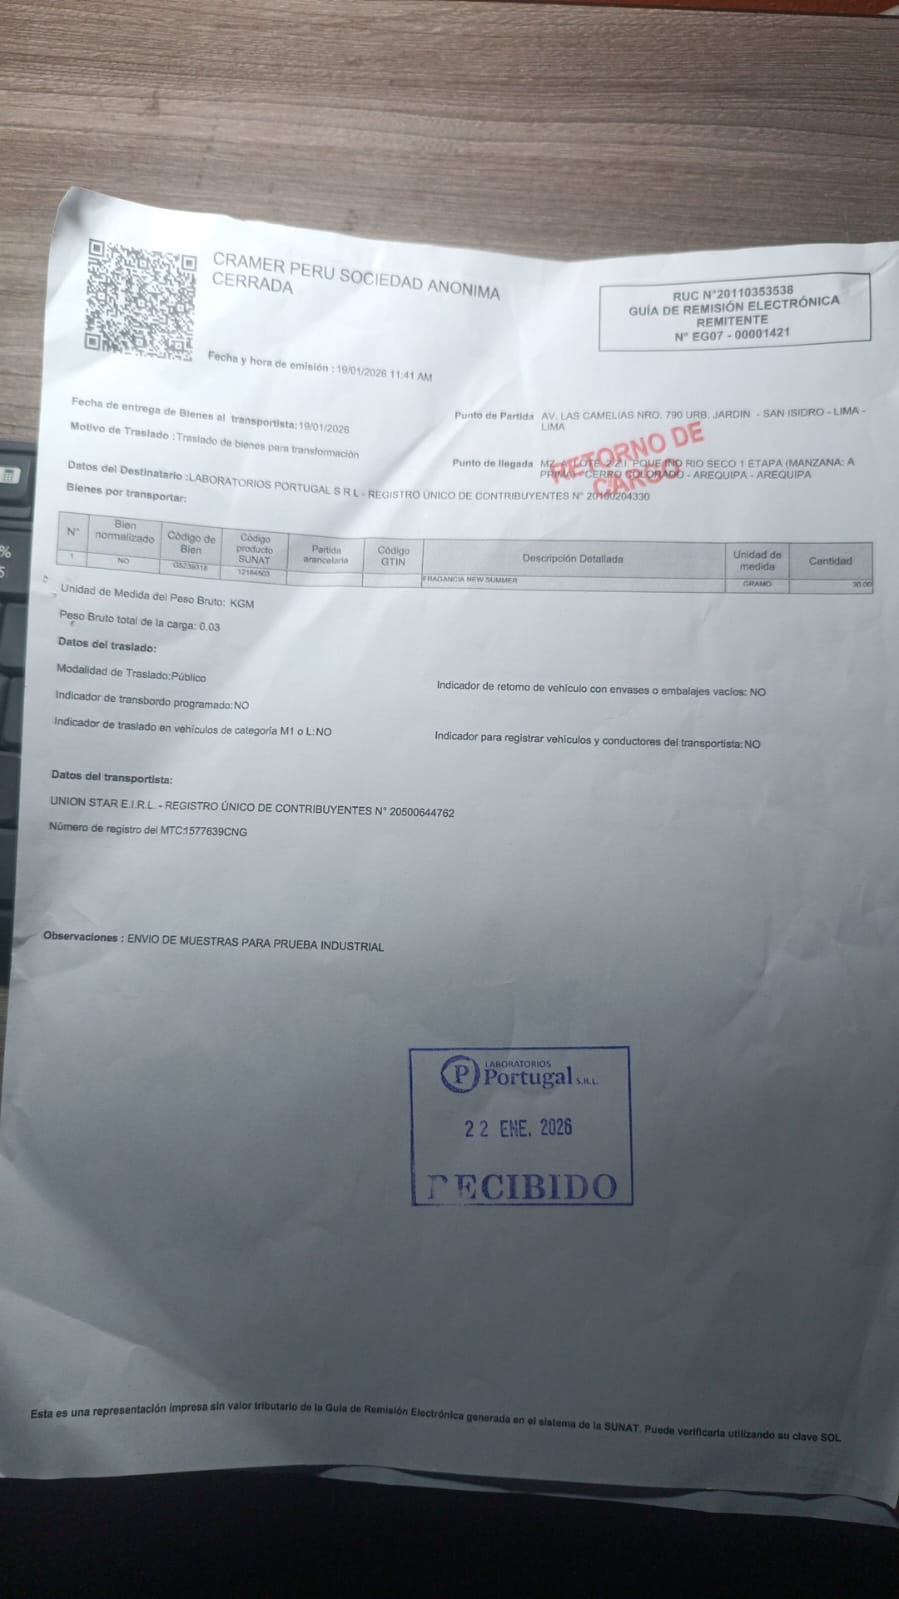 CRAMER PERU SOCIEDAD ANONIMA
CERRADA
RUC N°20110353538
GUÍA DE REMISIÓN ELECTRÓNICA
REMITENTE
N° EG07 - 00001421
Fecha y hora de emisión : 19/01/2026 11:41 AM
Fecha de entrega de Bienes al transportista: 19/01/2026
Punto de Partida AV. LAS CAMELIAS NRO. 790 URB. JARDIN - SAN ISIDRO - LIMA -
LIMA
Motivo de Traslado : Traslado de bienes para transformación
RETORNO DE
CARGO
Punto de llegada MZ. A LOTE. RIO SECO 1 ETAPA (MANZANA: A
CERRO COLORADO - AREQUIPA - AREQUIPA
Datos del Destinatario :LABORATORIOS PORTUGAL S R L - REGISTRO ÚNICO DE CONTRIBUYENTES N° 20100204330
Bienes por transportar:
N° Bien normalizado Código de Bien Código producto SUNAT Partida arancelaria Código GTIN Descripción Detallada Unidad de medida Cantidad
1 NO 12164503 FRAGANCIA NEW SUMMER GRAMO 30.00
Unidad de Medida del Peso Bruto: KGM
Peso Bruto total de la carga: 0.03
Datos del traslado:
Modalidad de Traslado:Público
Indicador de retorno de vehículo con envases o embalajes vacíos: NO
Indicador de transbordo programado:NO
Indicador de traslado en vehículos de categoría M1 o L:NO
Indicador para registrar vehículos y conductores del transportista:NO
Datos del transportista:
UNION STAR E.I.R.L. - REGISTRO ÚNICO DE CONTRIBUYENTES N° 20500644762
Número de registro del MTC:1577639CNG
Observaciones : ENVIO DE MUESTRAS PARA PRUEBA INDUSTRIAL
LABORATORIOS
Portugal S.R.L.
22 ENE. 2026
RECIBIDO
Esta es una representación impresa sin valor tributario de la Guía de Remisión Electrónica generada en el sistema de la SUNAT. Puede verificarla utilizando su clave SOL